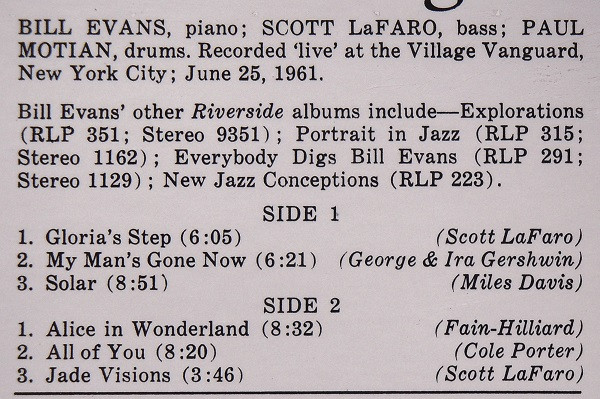 BILL EVANS, piano; SCOTT LaFARO, bass; PAUL
MOTIAN, drums. Recorded 'live' at the Village Vanguard,
New York City; June 25, 1961.
Bill Evans' other Riverside albums include—Explorations
(RLP 351; Stereo 9351); Portrait in Jazz (RLP 315;
Stereo 1162); Everybody Digs Bill Evans (RLP 291;
Stereo 1129); New Jazz Conceptions (RLP 223).
SIDE 1
1. Gloria's Step (6:05) (Scott LaFaro)
2. My Man's Gone Now (6:21) (George & Ira Gershwin)
3. Solar (8:51) (Miles Davis)
SIDE 2
1. Alice in Wonderland (8:32) (Fain-Hilliard)
2. All of You (8:20) (Cole Porter)
3. Jade Visions (3:46) (Scott LaFaro)